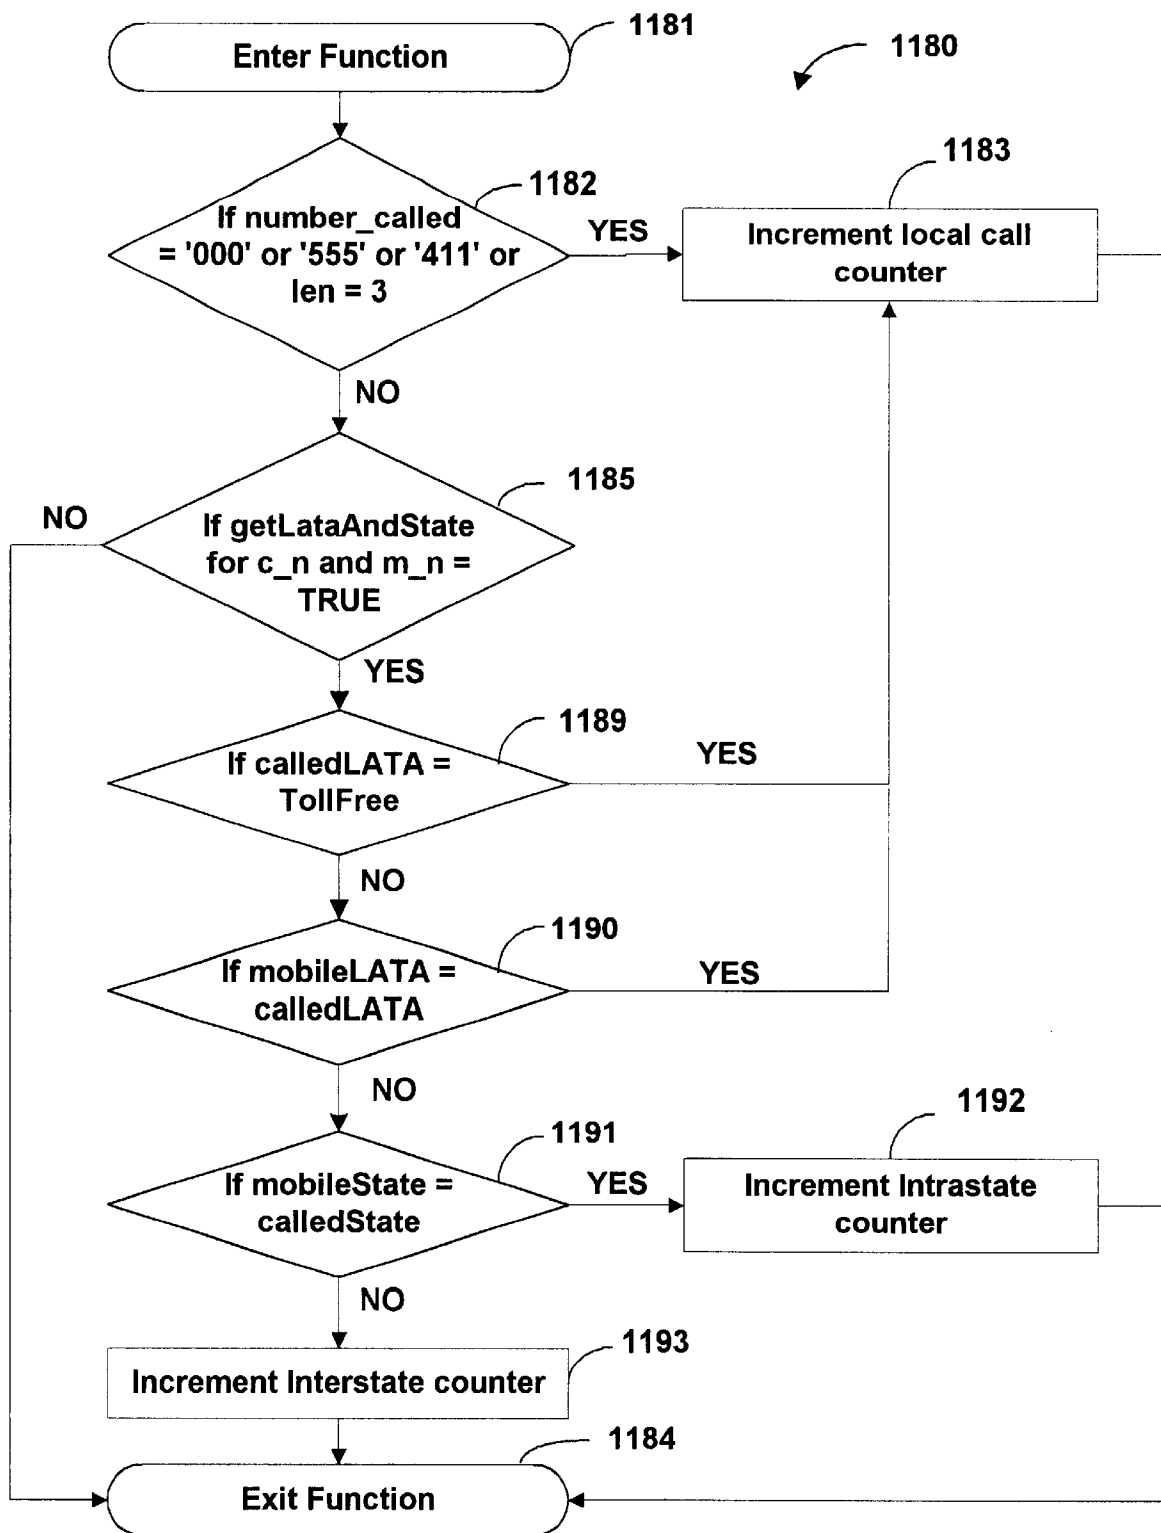 1181
Enter Function
1180
1183
1182
If number_called
= '000' or '555' or '411' or
len = 3
YES
Increment local call
counter
NO
1185
NO
If getLataAndState
for c_n and m_n =
TRUE
YES
1189
If calledLATA =
TollFree
YES
NO
1190
If mobileLATA =
calledLATA
YES
NO
1192
1191
If mobileState =
calledState
YES
Increment Intrastate
counter
NO
1193
Increment Interstate counter
1184
Exit Function